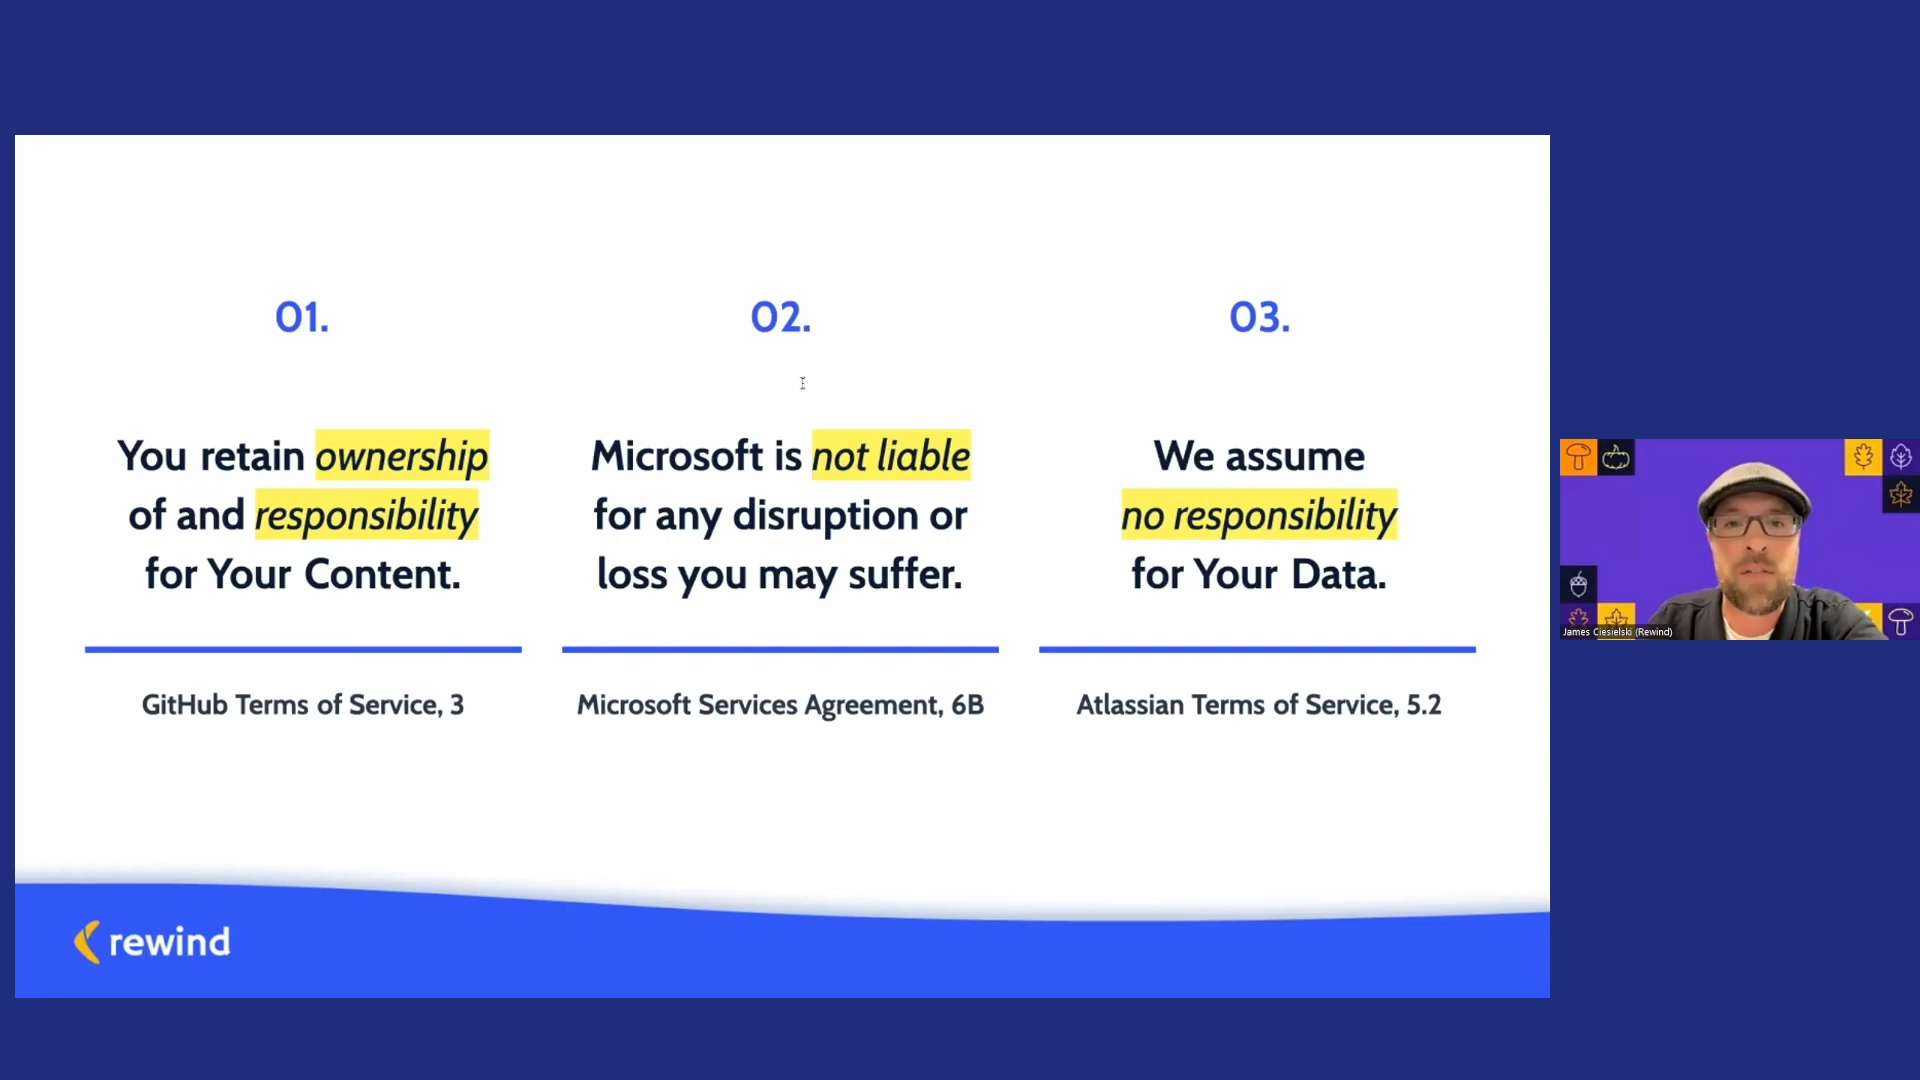 01.
You retain ownership
of and responsibility
for Your Content.
GitHub Terms of Service, 3
02.
Microsoft is not liable
for any disruption or
loss you may suffer.
Microsoft Services Agreement, 6B
03.
We assume
no responsibility
for Your Data.
Atlassian Terms of Service, 5.2
rewind
James Ciesielski (Rewind)